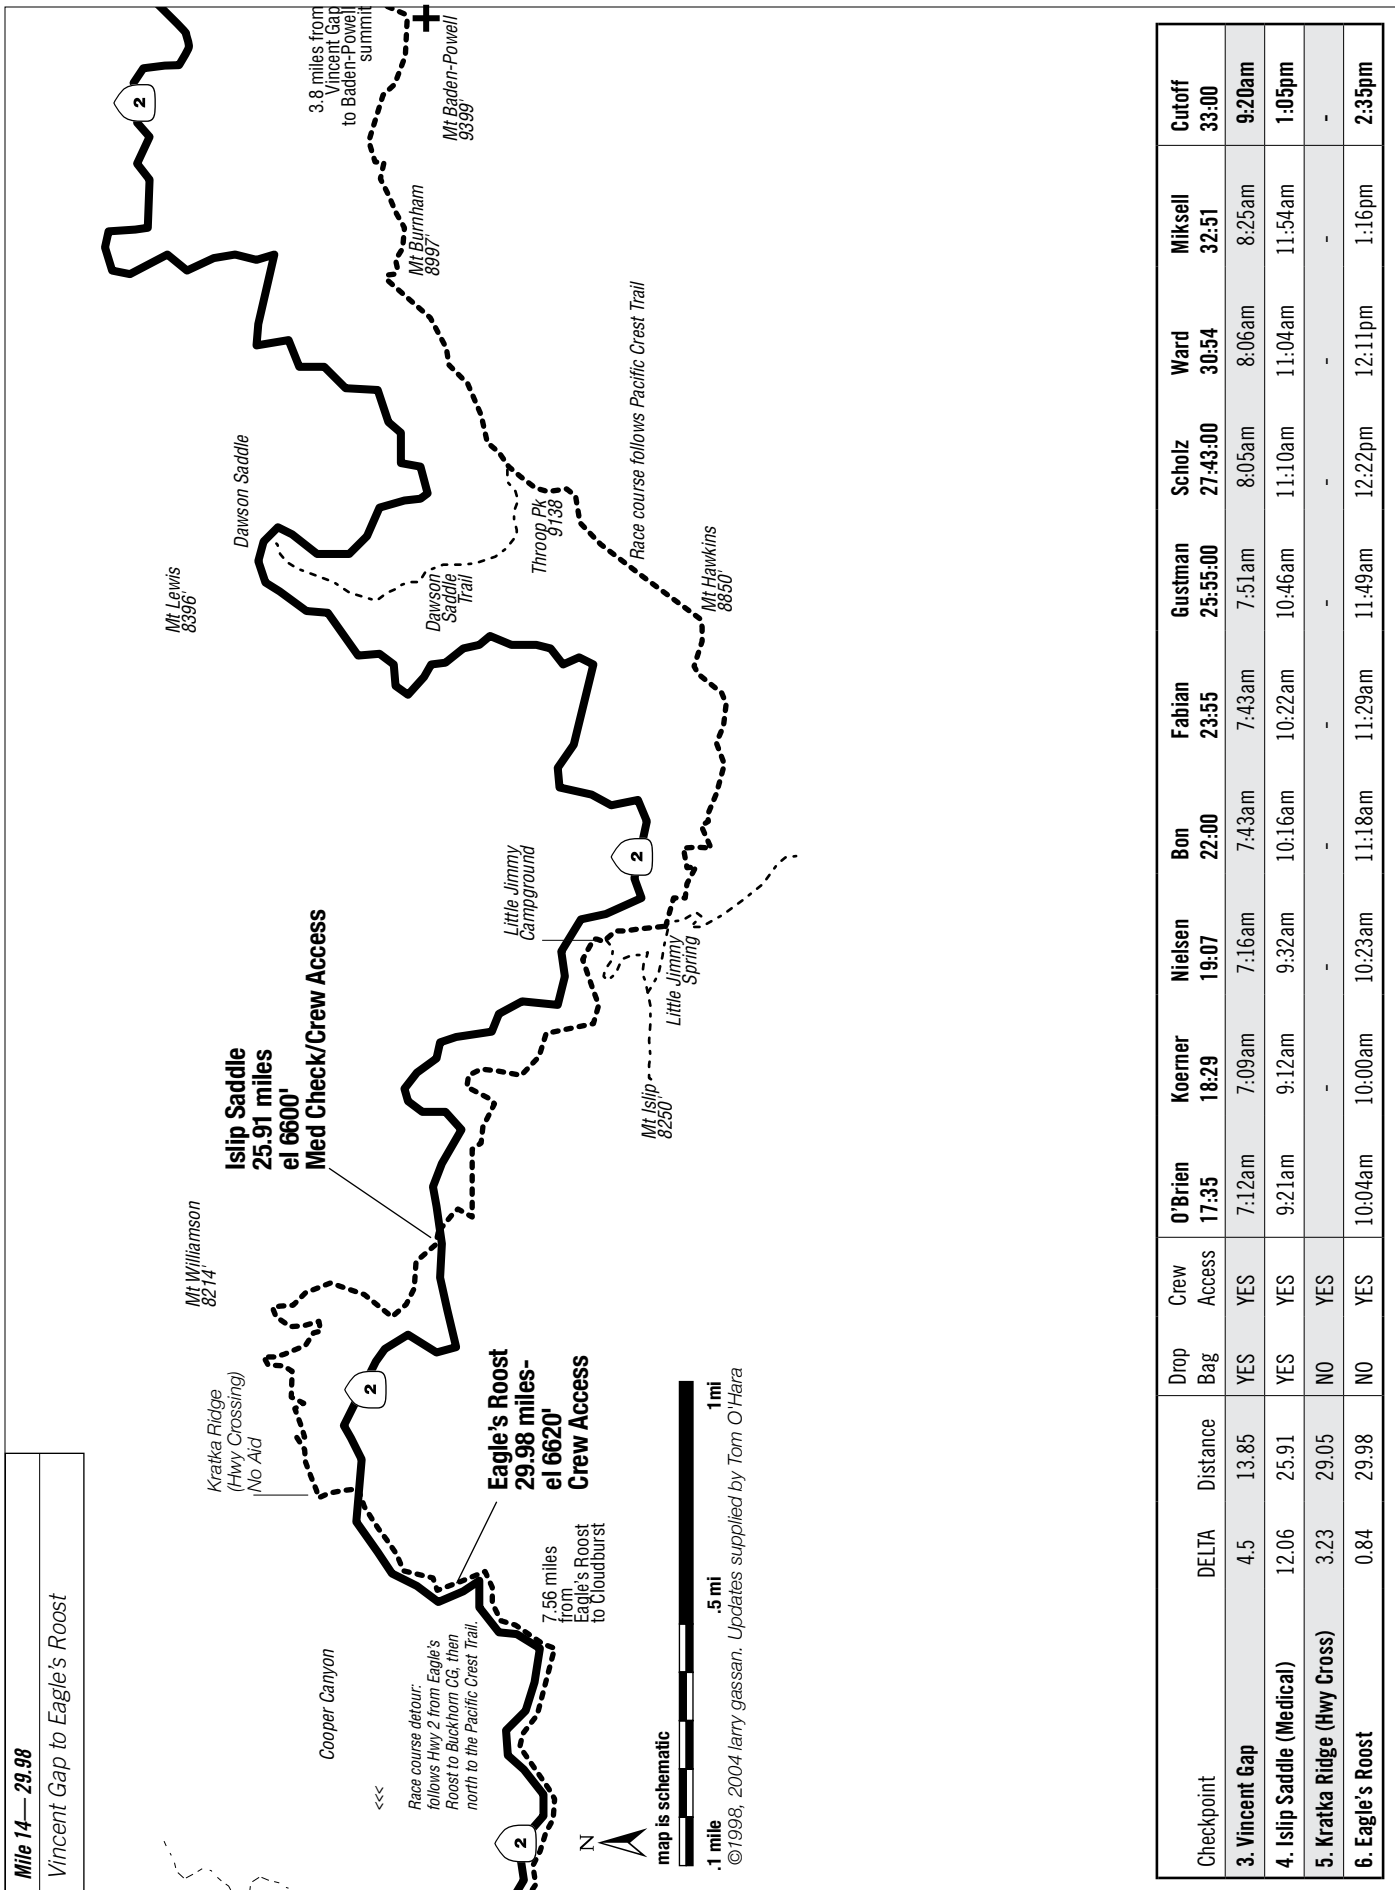 Mile 14— 29.98
Vincent Gap to Eagle's Roost
3.8 miles from
Vincent Gap
to Baden-Powell
summit
Mt Baden-Powell
9399'
2
Mt Burnham
8997'
Race course follows Pacific Crest Trail
Dawson Saddle
Mt Lewis
8396'
Dawson
Saddle
Trail
Throop Pk
9138'
Mt Hawkins
8850'
2
Little Jimmy
Campground
Little Jimmy
Spring
Mt Islip
8250'
Islip Saddle
25.91 miles
el 6600'
Med Check/Crew Access
Mt Williamson
8214'
2
Kratka Ridge
(Hwy Crossing)
No Aid
Eagle's Roost
29.98 miles-
el 6620'
Crew Access
7.56 miles
from
Eagle's Roost
to Cloudburst
Cooper Canyon
<<<
Race course detour:
follows Hwy 2 from Eagle's
Roost to Buckhorn CG, then
north to the Pacific Crest Trail.
2
N
map is schematic
.1 mile .5 mi 1mi
©1998, 2004 larry gassan. Updates supplied by Tom O'Hara
Checkpoint DELTA Distance Drop Bag Crew Access O'Brien 17:35 Koerner 18:29 Nielsen 19:07 Bon 22:00 Fabian 23:55 Gustman 25:55:00 Scholz 27:43:00 Ward 30:54 Miksell 32:51 Cutoff 33:00
3. Vincent Gap 4.5 13.85 YES YES 7:12am 7:09am 7:16am 7:43am 7:43am 7:51am 8:05am 8:06am 8:25am 9:20am
4. Islip Saddle (Medical) 12.06 25.91 YES YES 9:21am 9:12am 9:32am 10:16am 10:22am 10:46am 11:10am 11:04am 11:54am 1:05pm
5. Kratka Ridge (Hwy Cross) 3.23 29.05 NO YES - - - - - - - - -
6. Eagle's Roost 0.84 29.98 NO YES 10:04am 10:00am 10:23am 11:18am 11:29am 11:49am 12:22pm 12:11pm 1:16pm 2:35pm